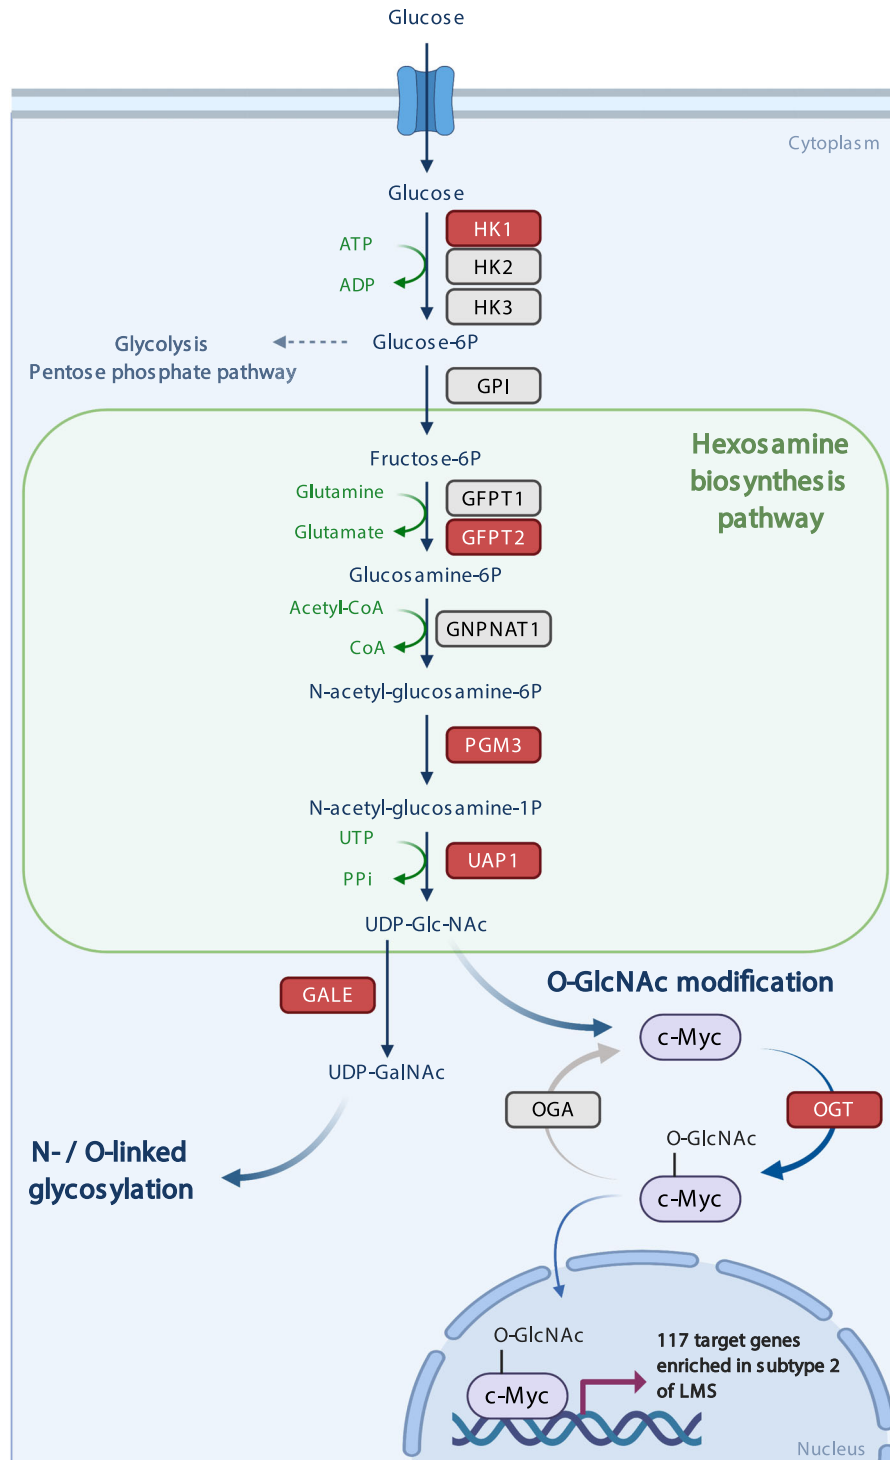 Glucose
Cytoplasm
Glucose
HK1
ATP
HK2
ADP
HK3
Glucose-6P
Glycolysis
Pentose phosphate pathway
GPI
Hexosamine
biosynthesis
pathway
Fructose-6P
Glutamine
GFPT1
Glutamate
GFPT2
Glucosamine-6P
Acetyl-CoA
GNPNAT1
CoA
N-acetyl-glucosamine-6P
PGM3
N-acetyl-glucosamine-1P
UTP
UAP1
PPi
UDP-Glc-NAc
GALE
O-GlcNAc modification
c-Myc
UDP-GalNAc
OGA
OGT
O-GlcNAc
c-Myc
N- / O-linked
glycosylation
O-GlcNAc
c-Myc
117 target genes
enriched in subtype 2
of LMS
Nucleus